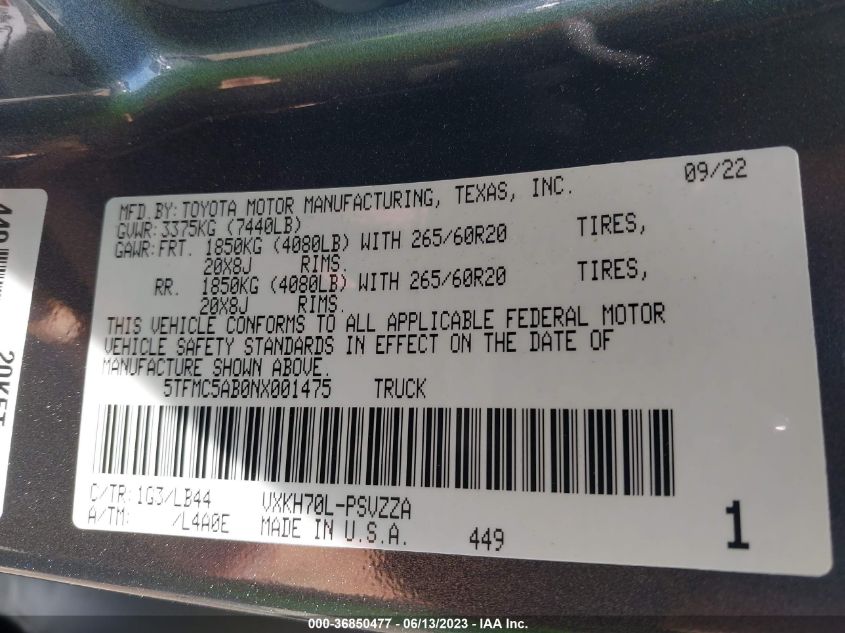 MFD.BY:TOYOTA MOTOR MANUFACTURING, TEXAS, INC. 09/22
GVWR:3375KG (7440LB)
GAWR:FRT. 1850KG (4080LB) WITH 265/60R20 TIRES,
20X8J RIMS.
RR. 1850KG (4080LB) WITH 265/60R20 TIRES,
20X8J RIMS.
THIS VEHICLE CONFORMS TO ALL APPLICABLE FEDERAL MOTOR
VEHICLE SAFETY STANDARDS IN EFFECT ON THE DATE OF
MANUFACTURE SHOWN ABOVE.
5TFMC5AB0NX001475 TRUCK
C/TR:1G3/LB44 VXKH70L-PSVZZA
A/TM: /L4A0E MADE IN U.S.A. 449 1
000-36850477 - 06/13/2023 - IAA Inc.